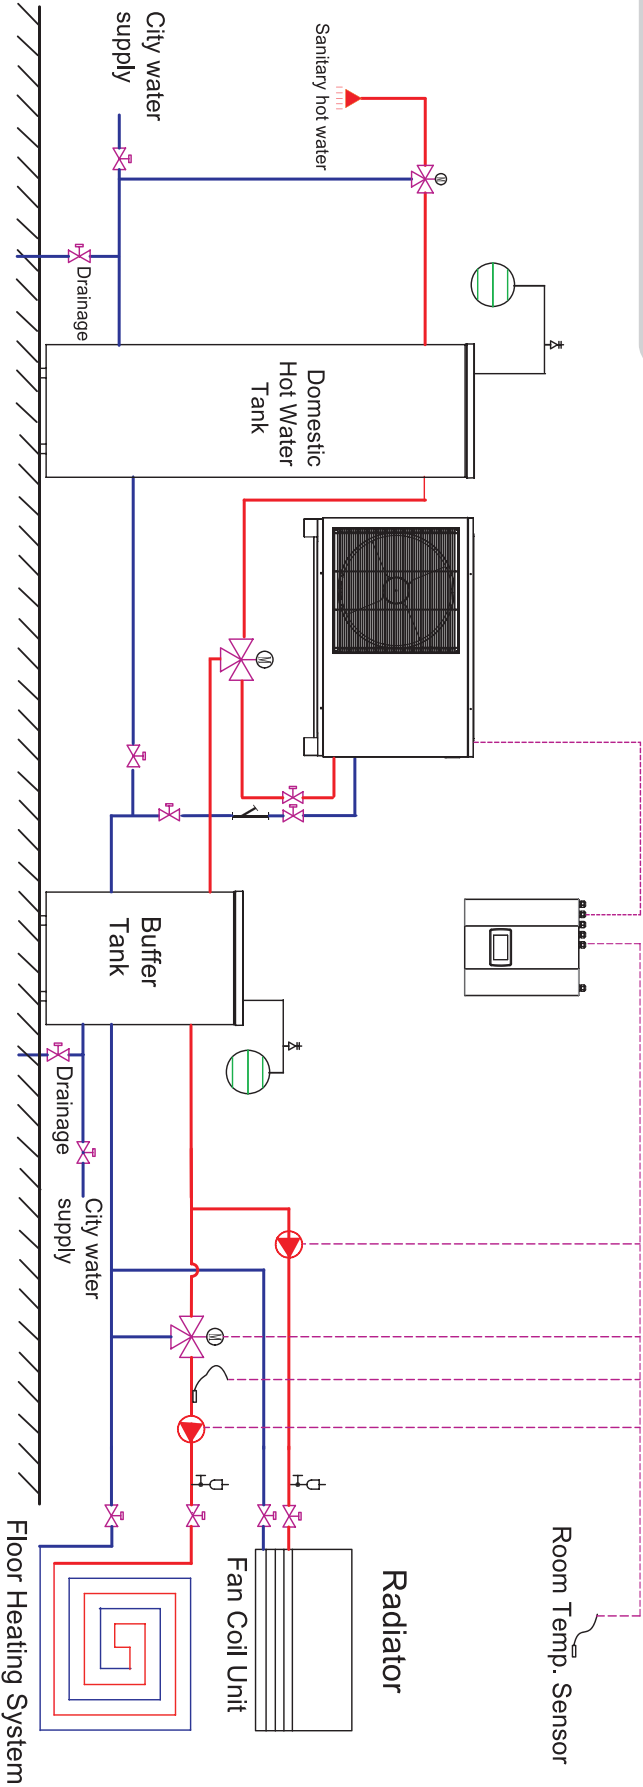 City water
supply
Sanitary hot water
M
Drainage
Domestic
Hot Water
Tank
M
Buffer
Tank
Drainage
City water
supply
M
Room Temp. Sensor
Radiator
Fan Coil Unit
Floor Heating System